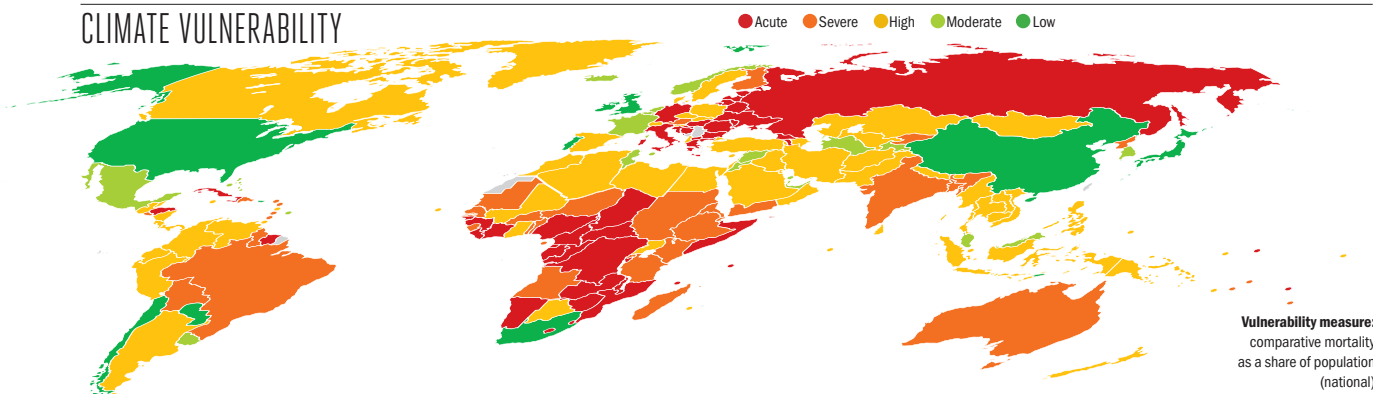 CLIMATE VULNERABILITY
Acute Severe High Moderate Low
Vulnerability measure:
comparative mortality
as a share of population
(national)